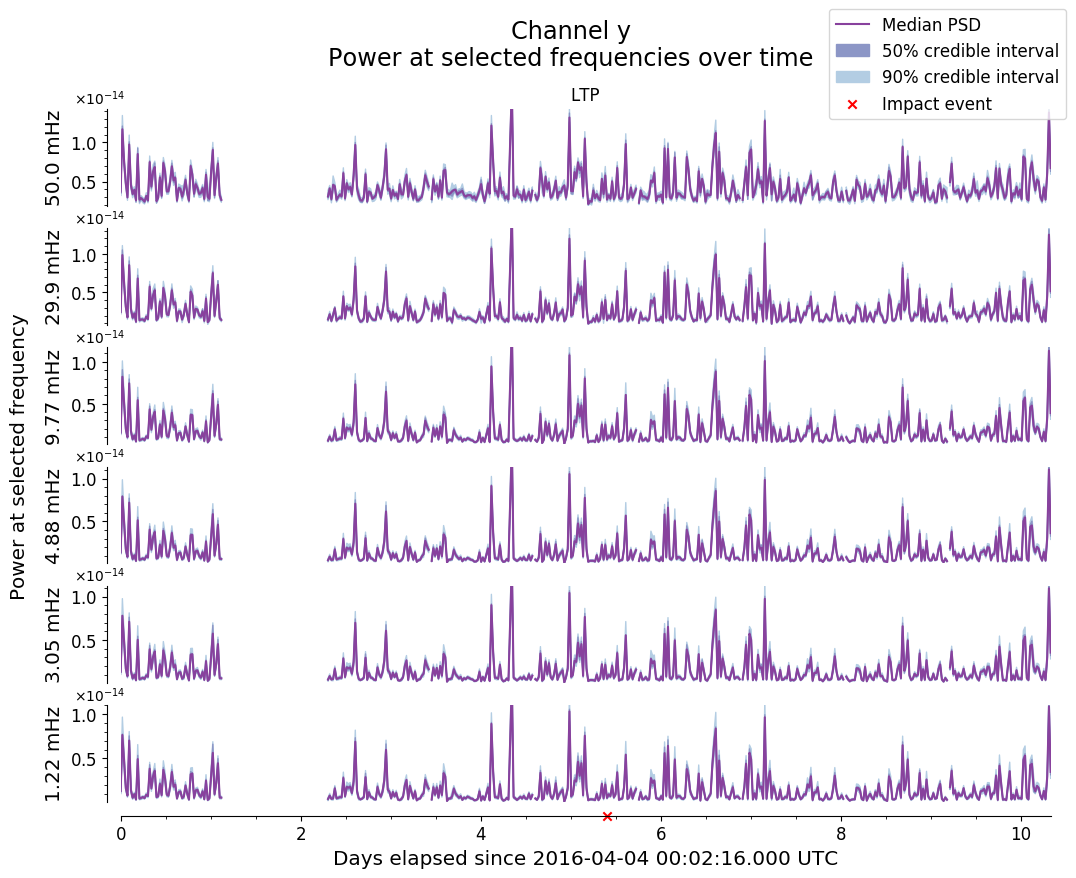 Channel y
Power at selected frequencies over time
Median PSD
50% credible interval
90% credible interval
Impact event
LTP
×10⁻¹⁴
1.0
0.5
50.0 mHz
×10⁻¹⁴
1.0
0.5
29.9 mHz
×10⁻¹⁴
1.0
0.5
9.77 mHz
×10⁻¹⁴
1.0
0.5
4.88 mHz
×10⁻¹⁴
1.0
0.5
3.05 mHz
×10⁻¹⁴
1.0
0.5
1.22 mHz
Power at selected frequency
0 2 4 6 8 10
Days elapsed since 2016-04-04 00:02:16.000 UTC